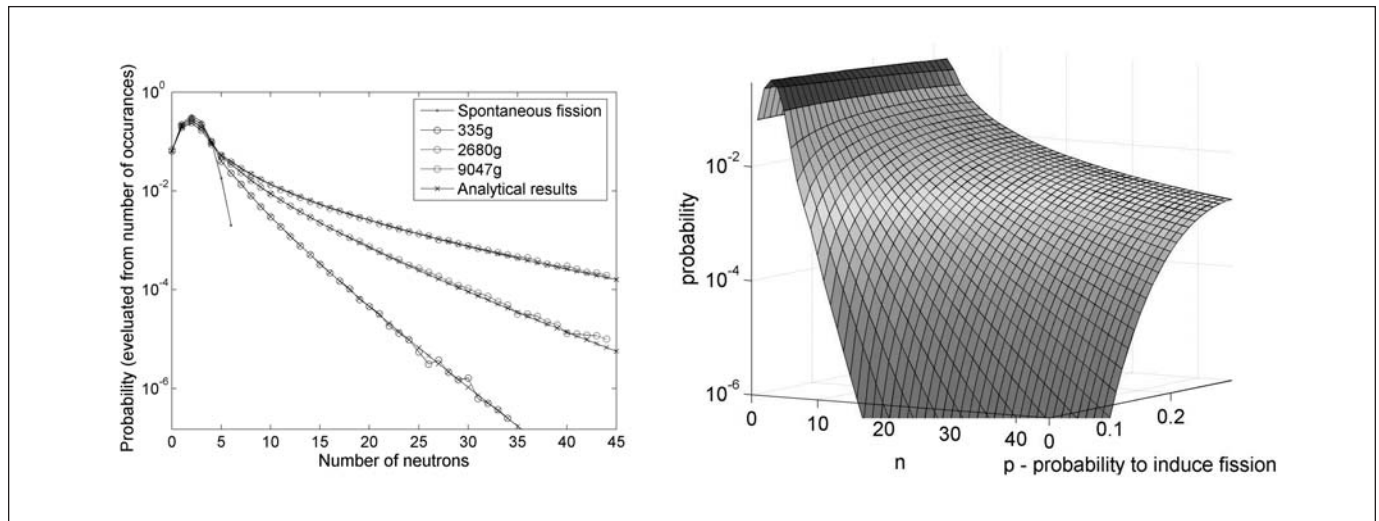 Probability (eveluated from number of occurances)
10^0
10^-2
10^-4
10^-6
0 5 10 15 20 25 30 35 40 45
Number of neutrons
Spontaneous fission
335g
2680g
9047g
Analytical results
probability
10^-2
10^-4
10^-6
0 10 20 30 40
n
0 0.1 0.2
p - probability to induce fission